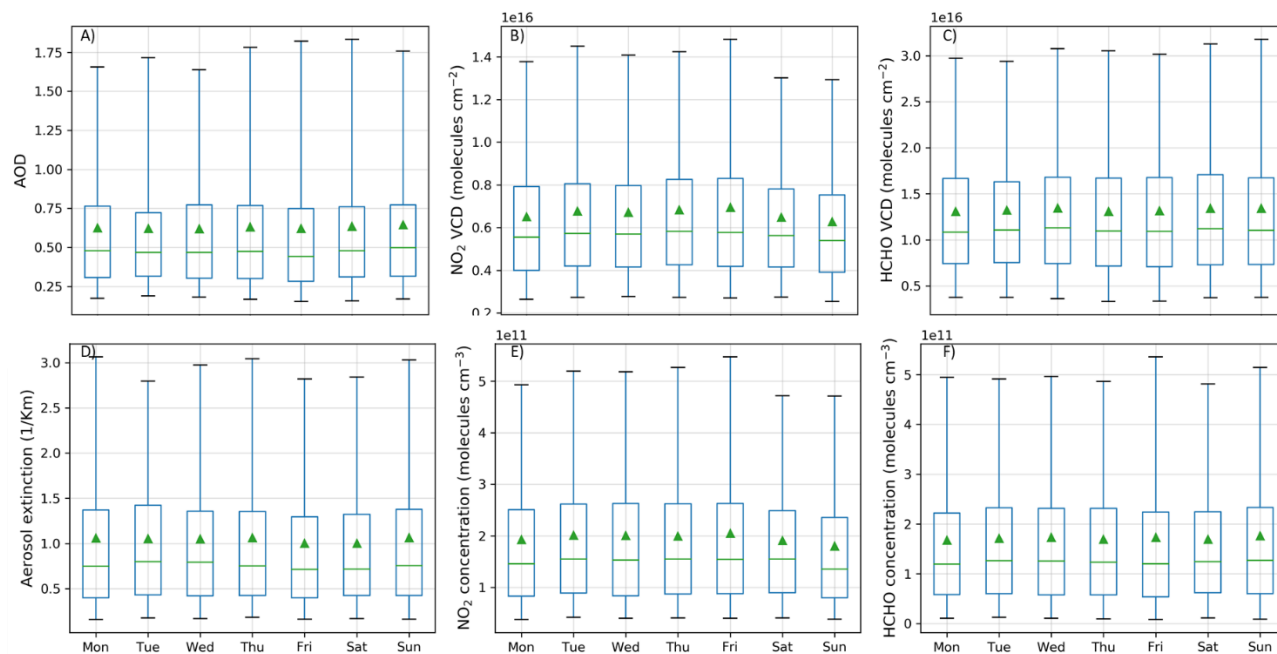 1e16
1e16
A)
B)
C)
AOD
1.75
1.50
1.25
1.00
0.75
0.50
0.25
NO₂ VCD (molecules cm⁻²)
1.4
1.2
1.0
0.8
0.6
0.4
0.2
HCHO VCD (molecules cm⁻²)
3.0
2.5
2.0
1.5
1.0
0.5
1e11
1e11
D)
E)
F)
Aerosol extinction (1/Km)
3.0
2.5
2.0
1.5
1.0
0.5
NO₂ concentration (molecules cm⁻³)
5
4
3
2
1
HCHO concentration (molecules cm⁻³)
5
4
3
2
1
0
Mon Tue Wed Thu Fri Sat Sun
Mon Tue Wed Thu Fri Sat Sun
Mon Tue Wed Thu Fri Sat Sun